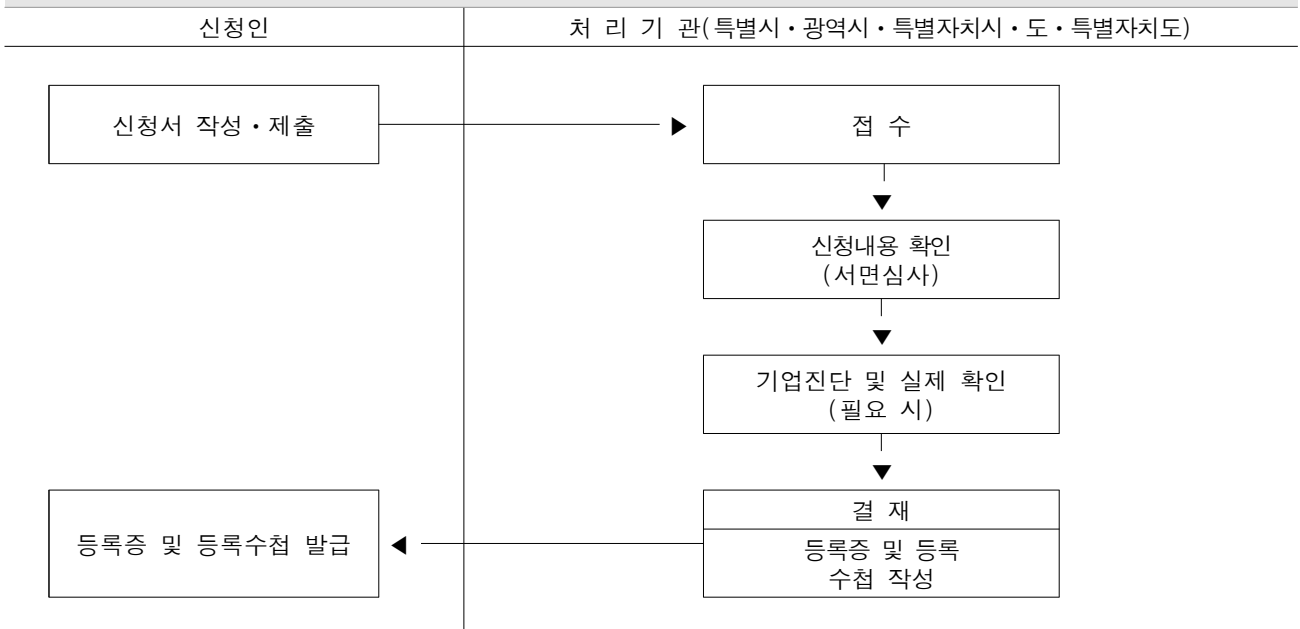 신청인
처 리 기 관(특별시・광역시・특별자치시・도・특별자치도)
신청서 작성・제출
접 수
신청내용 확인
(서면심사)
기업진단 및 실제 확인
(필요 시)
결 재
등록증 및 등록수첩 발급
등록증 및 등록
수첩 작성